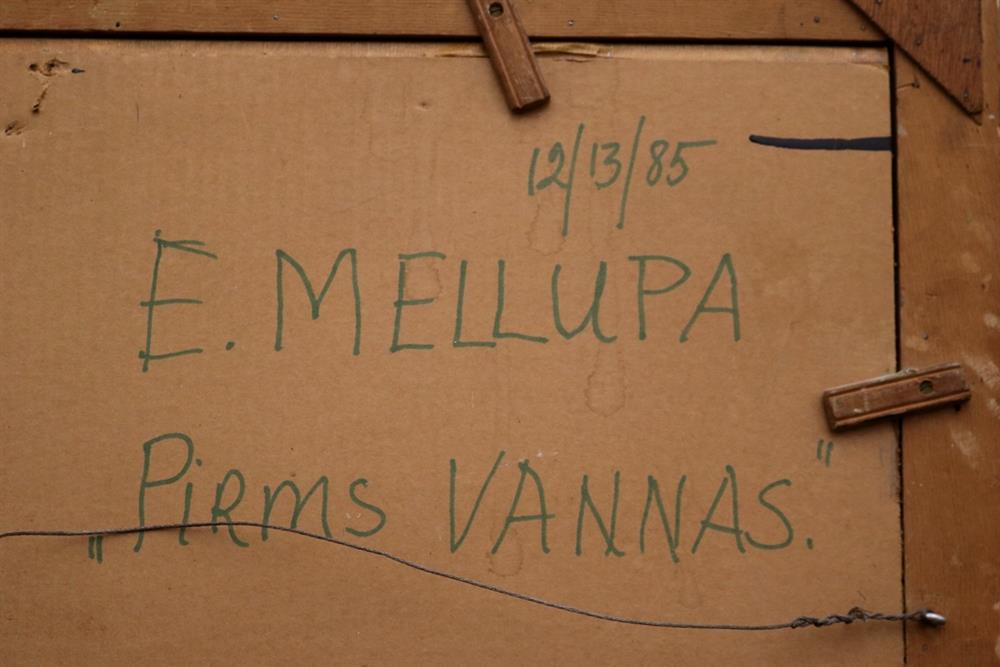 12/13/85
E. MELLUPA
„Pirms VANNAS."